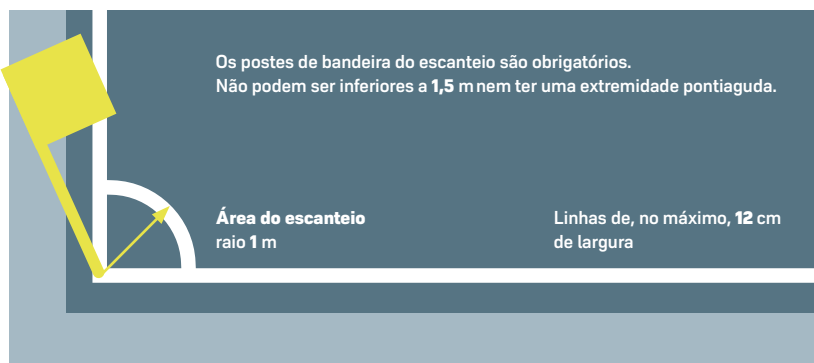 Os postes de bandeira do escanteio são obrigatórios.
Não podem ser inferiores a 1,5 m nem ter uma extremidade pontiaguda.
Área do escanteio
raio 1 m
Linhas de, no máximo, 12 cm
de largura